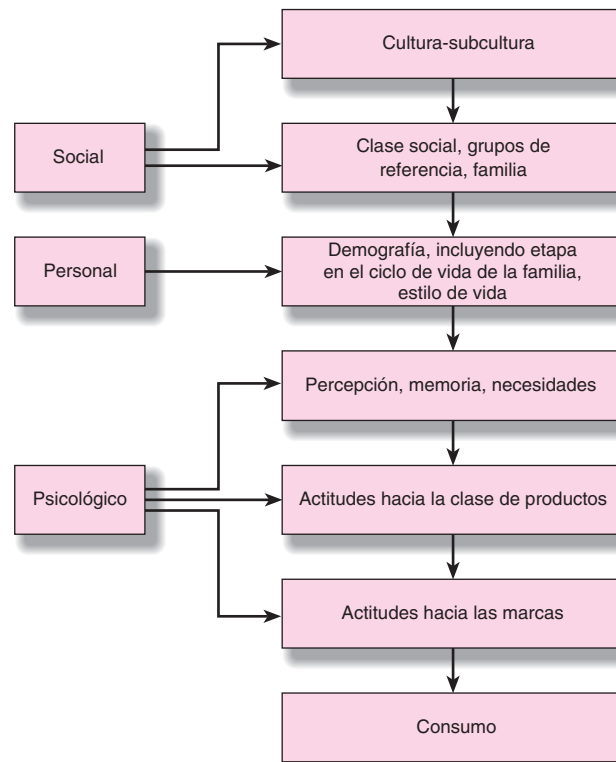 Cultura-subcultura
Social
Clase social, grupos de
referencia, familia
Personal
Demografía, incluyendo etapa
en el ciclo de vida de la familia,
estilo de vida
Percepción, memoria, necesidades
Psicológico
Actitudes hacia la clase de productos
Actitudes hacia las marcas
Consumo